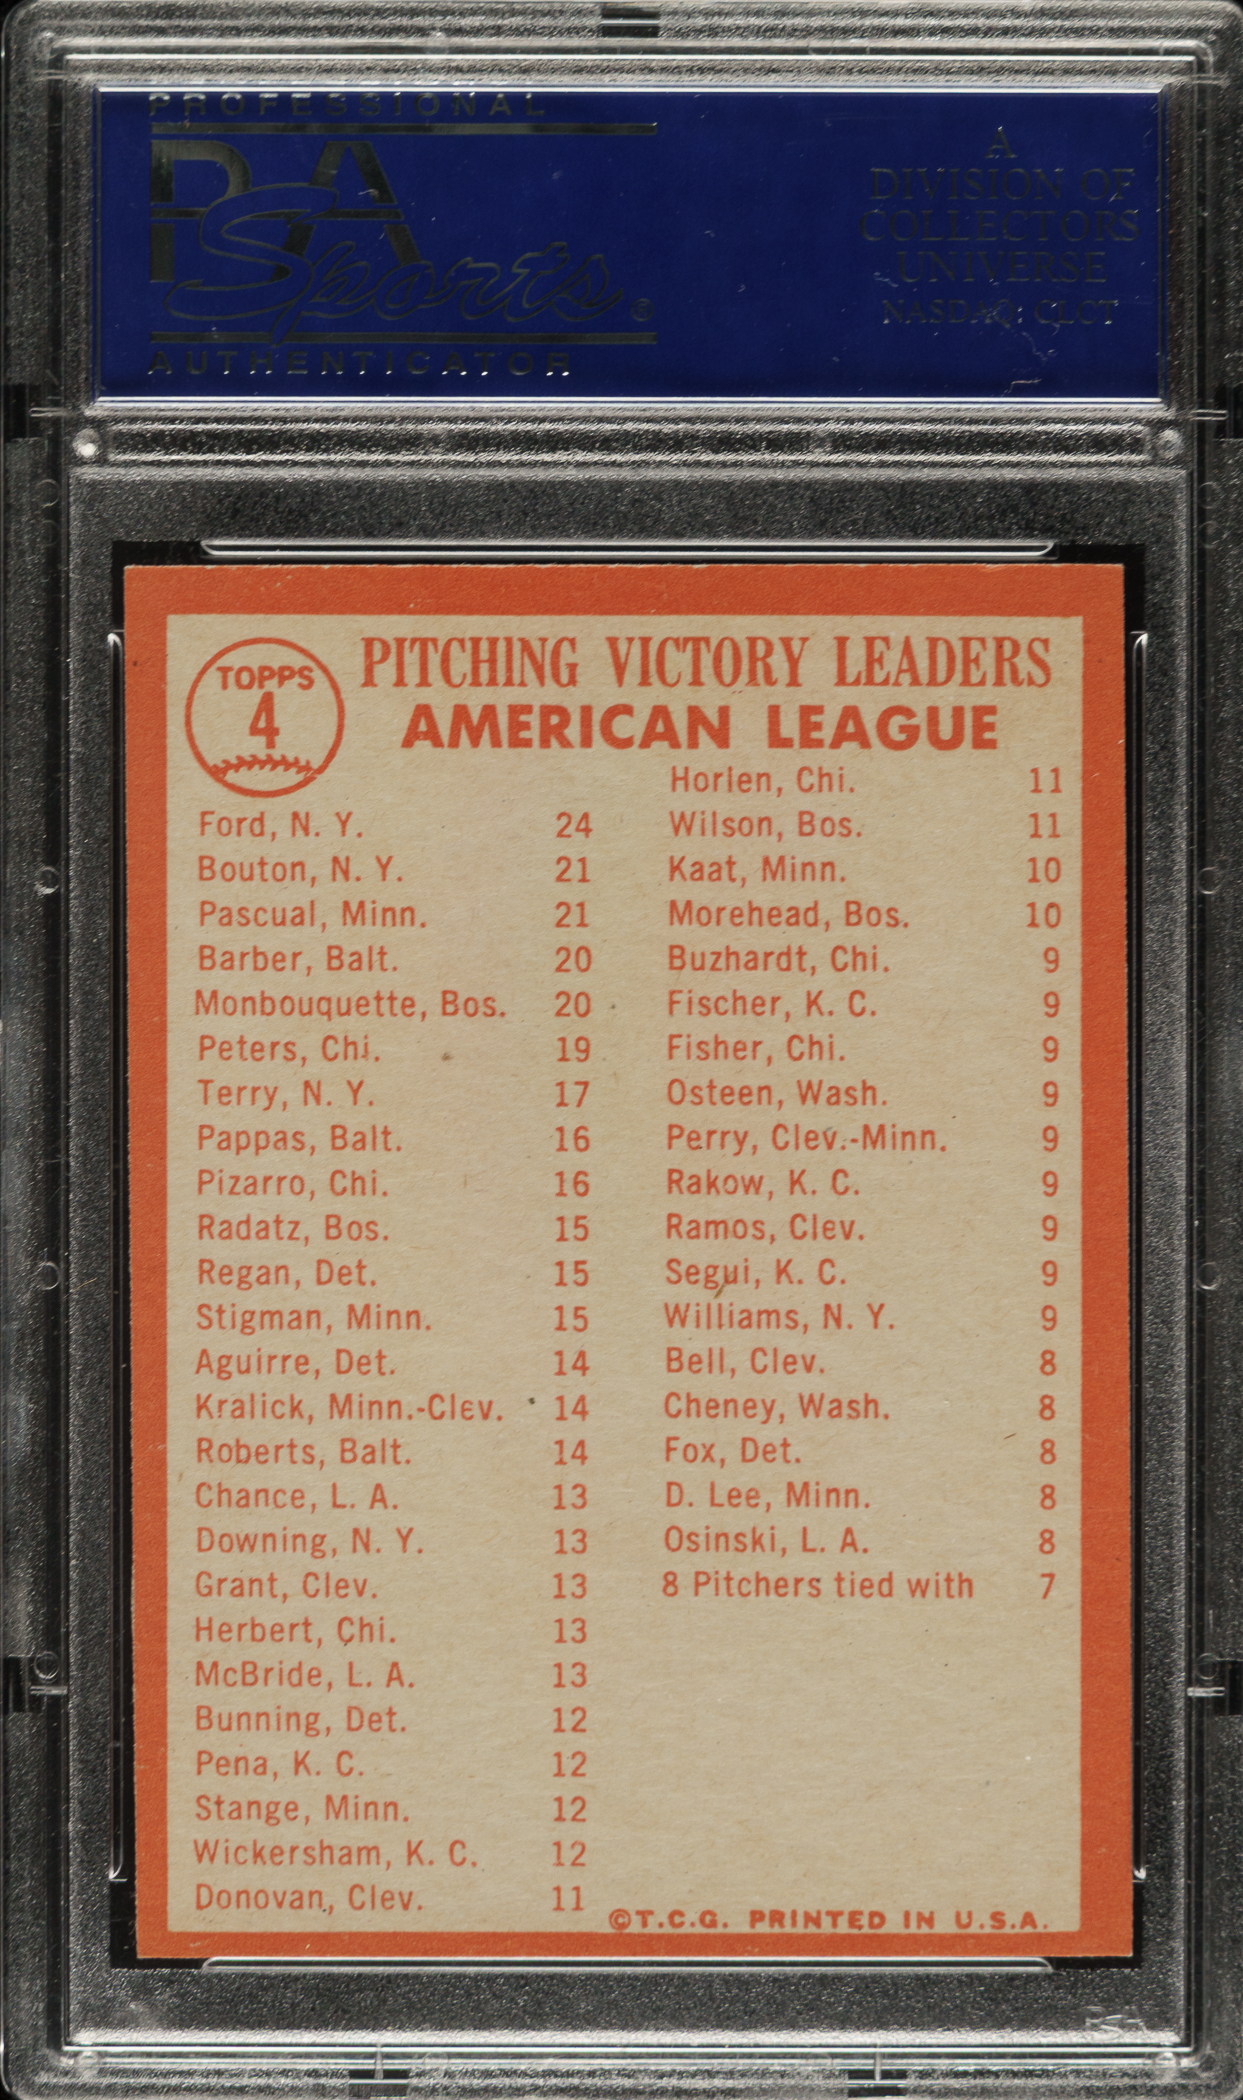 PROFESSIONAL
PSA
Sports®
AUTHENTICATOR
A
DIVISION OF
COLLECTORS
UNIVERSE
NASDAQ: CLCT
TOPPS
4
PITCHING VICTORY LEADERS
AMERICAN LEAGUE
Ford, N. Y. 24
Bouton, N. Y. 21
Pascual, Minn. 21
Barber, Balt. 20
Monbouquette, Bos. 20
Peters, Chi. 19
Terry, N. Y. 17
Pappas, Balt. 16
Pizarro, Chi. 16
Radatz, Bos. 15
Regan, Det. 15
Stigman, Minn. 15
Aguirre, Det. 14
Kralick, Minn.-Clev. 14
Roberts, Balt. 14
Chance, L. A. 13
Downing, N. Y. 13
Grant, Clev. 13
Herbert, Chi. 13
McBride, L. A. 13
Bunning, Det. 12
Pena, K. C. 12
Stange, Minn. 12
Wickersham, K. C. 12
Donovan, Clev. 11
Horlen, Chi. 11
Wilson, Bos. 11
Kaat, Minn. 10
Morehead, Bos. 10
Buzhardt, Chi. 9
Fischer, K. C. 9
Fisher, Chi. 9
Osteen, Wash. 9
Perry, Clev.-Minn. 9
Rakow, K. C. 9
Ramos, Clev. 9
Segui, K. C. 9
Williams, N. Y. 9
Bell, Clev. 8
Cheney, Wash. 8
Fox, Det. 8
D. Lee, Minn. 8
Osinski, L. A. 8
8 Pitchers tied with 7
©T.C.G. PRINTED IN U.S.A.
PSA